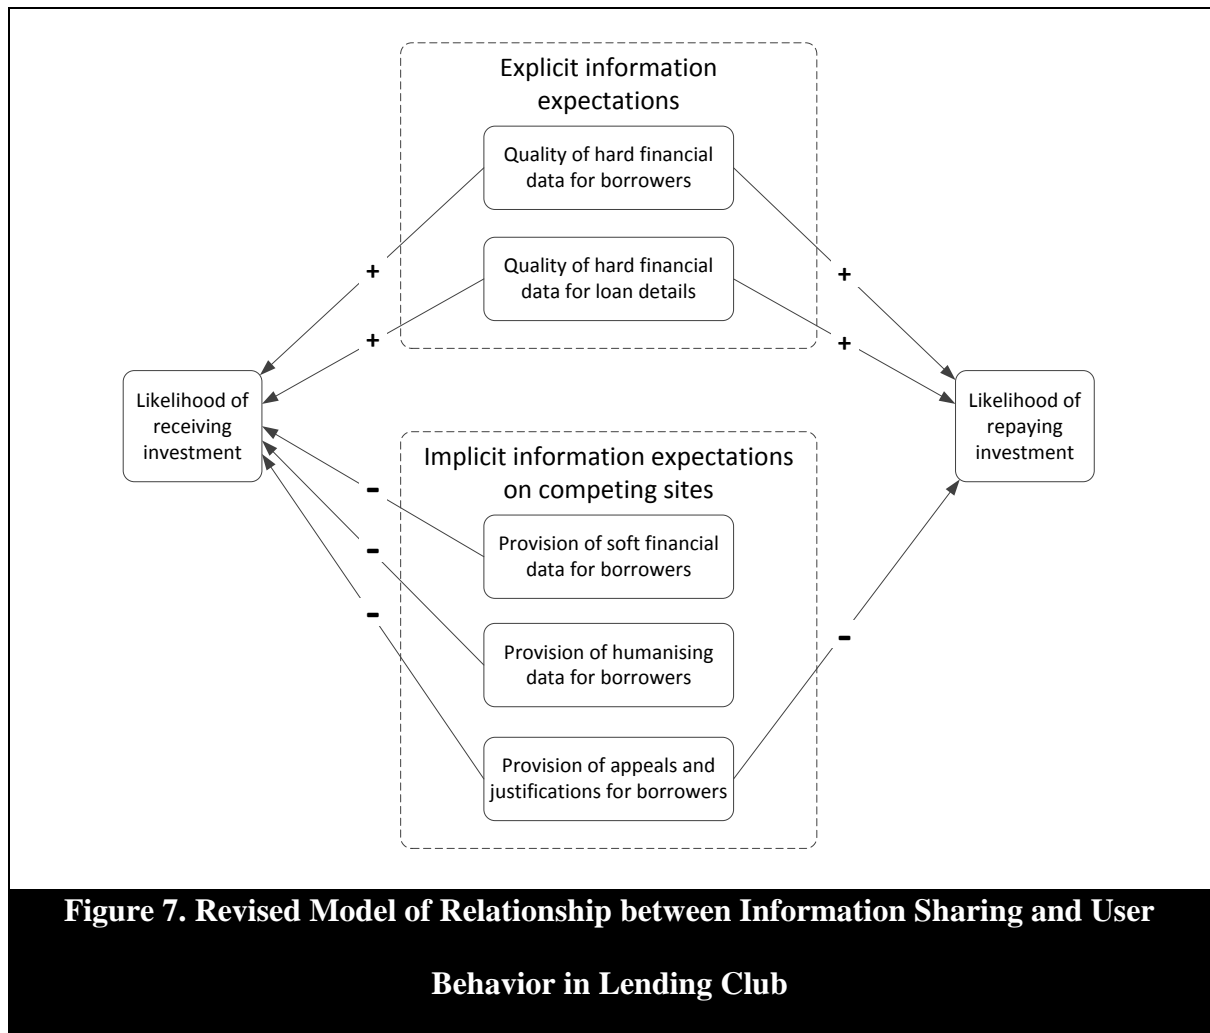 Explicit information
expectations
Quality of hard financial
data for borrowers
+
+
Quality of hard financial
data for loan details
+
+
Likelihood of
receiving
investment
Likelihood of
repaying
investment
Implicit information expectations
on competing sites
-
Provision of soft financial
data for borrowers
-
Provision of humanising
data for borrowers
-
-
Provision of appeals and
justifications for borrowers
Figure 7. Revised Model of Relationship between Information Sharing and User
Behavior in Lending Club